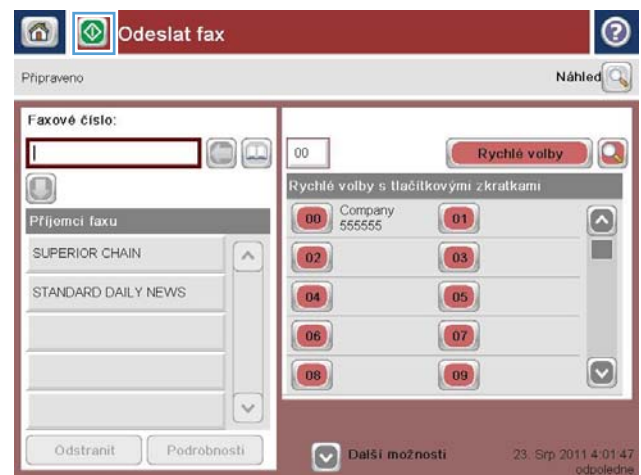 Odeslat fax
Připraveno
Náhled
Faxové číslo:
Příjemci faxu
SUPERIOR CHAIN
STANDARD DAILY NEWS
Odstranit
Podrobnosti
00
Rychlé volby
Rychlé volby s tlačítkovými zkratkami
00 Company 01
555555
02 03
04 05
06 07
08 09
Další možnosti
23. Srp 2011 4:01:47
odpoledne